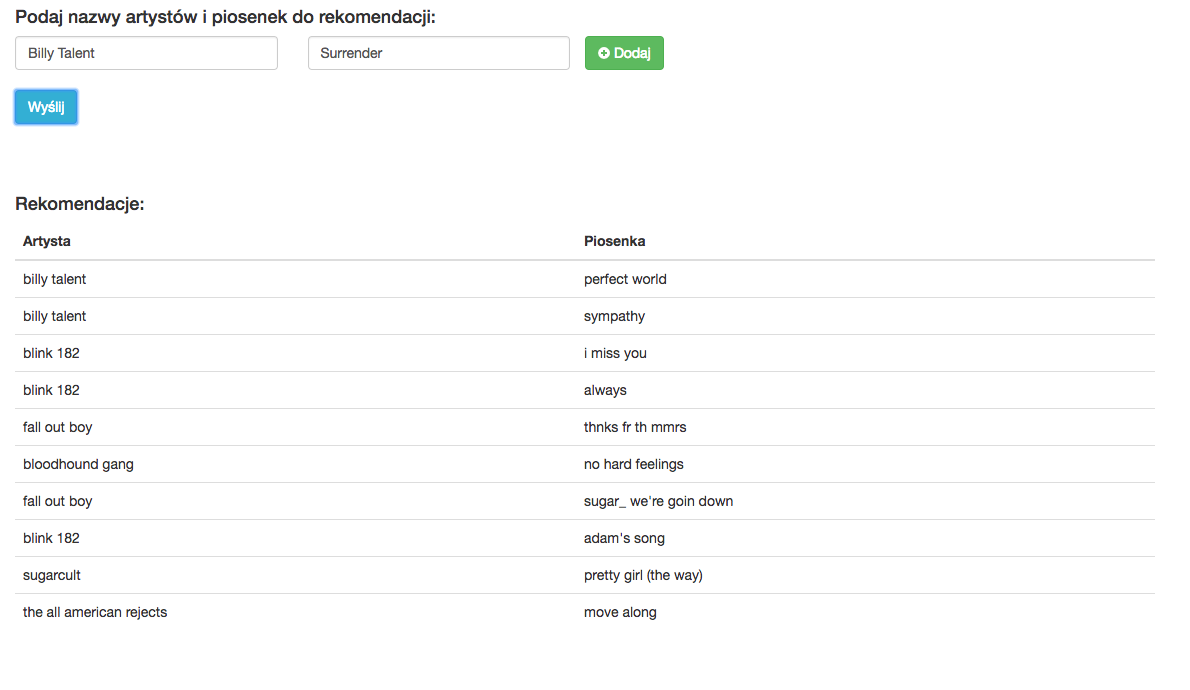 Podaj nazwy artystów i piosenek do rekomendacji:
Billy Talent Surrender Dodaj
Wyślij
Rekomendacje:
Artysta Piosenka
billy talent perfect world
billy talent sympathy
blink 182 i miss you
blink 182 always
fall out boy thnks fr th mmrs
bloodhound gang no hard feelings
fall out boy sugar_ we're goin down
blink 182 adam's song
sugarcult pretty girl (the way)
the all american rejects move along